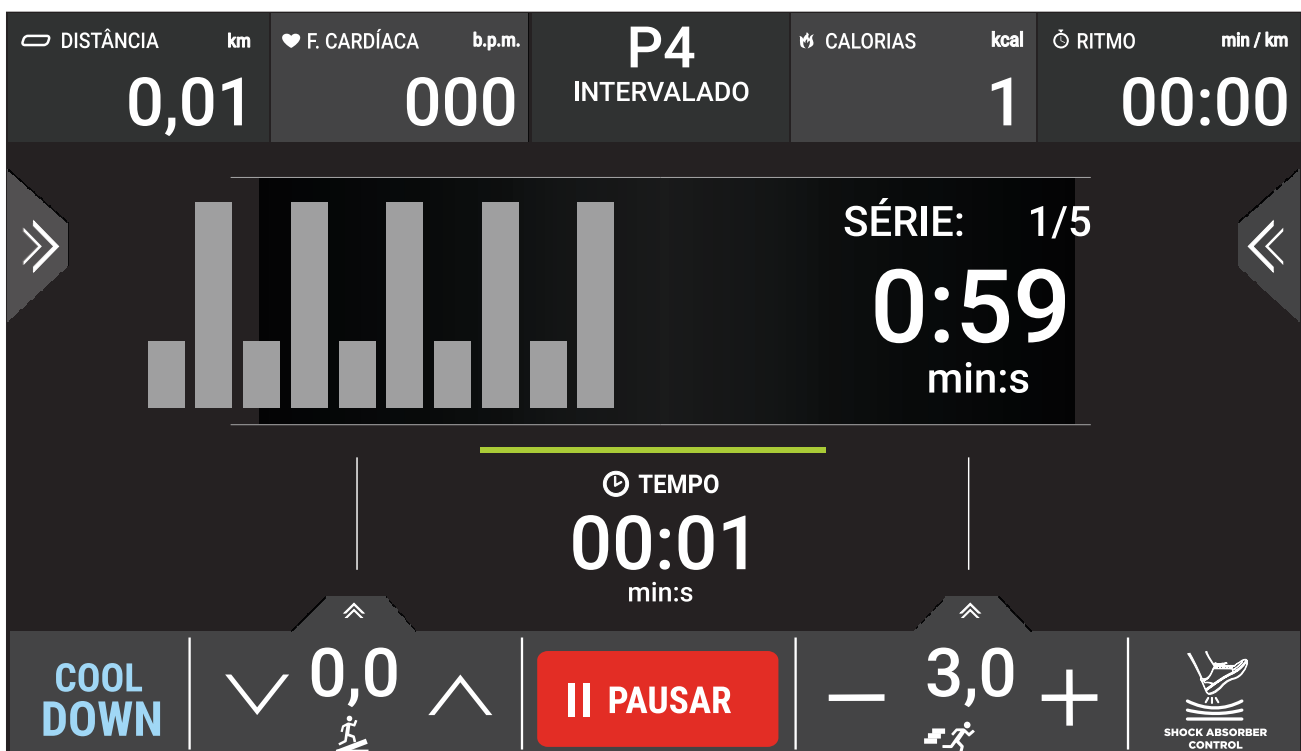 DISTÂNCIA km
0,01
F. CARDÍACA b.p.m.
000
P4
INTERVALADO
CALORIAS kcal
1
RITMO min / km
00:00
SÉRIE: 1/5
0:59
min:s
TEMPO
00:01
min:s
COOL
DOWN
0,0
PAUSAR
3,0
SHOCK ABSORBER
CONTROL